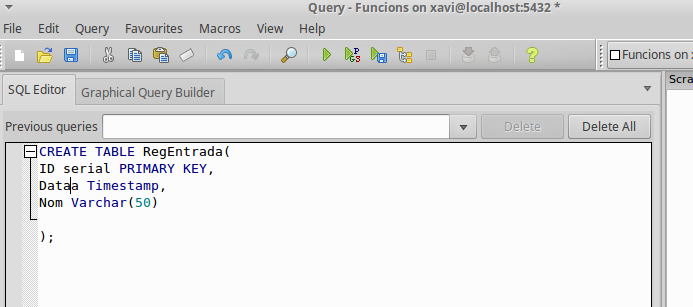 Query - Funcions on xavi@localhost:5432 *
File Edit Query Favourites Macros View Help
Funcions on
SQL Editor Graphical Query Builder
Scra
Previous queries Delete Delete All
CREATE TABLE RegEntrada(
ID serial PRIMARY KEY,
Dataa Timestamp,
Nom Varchar(50)
);